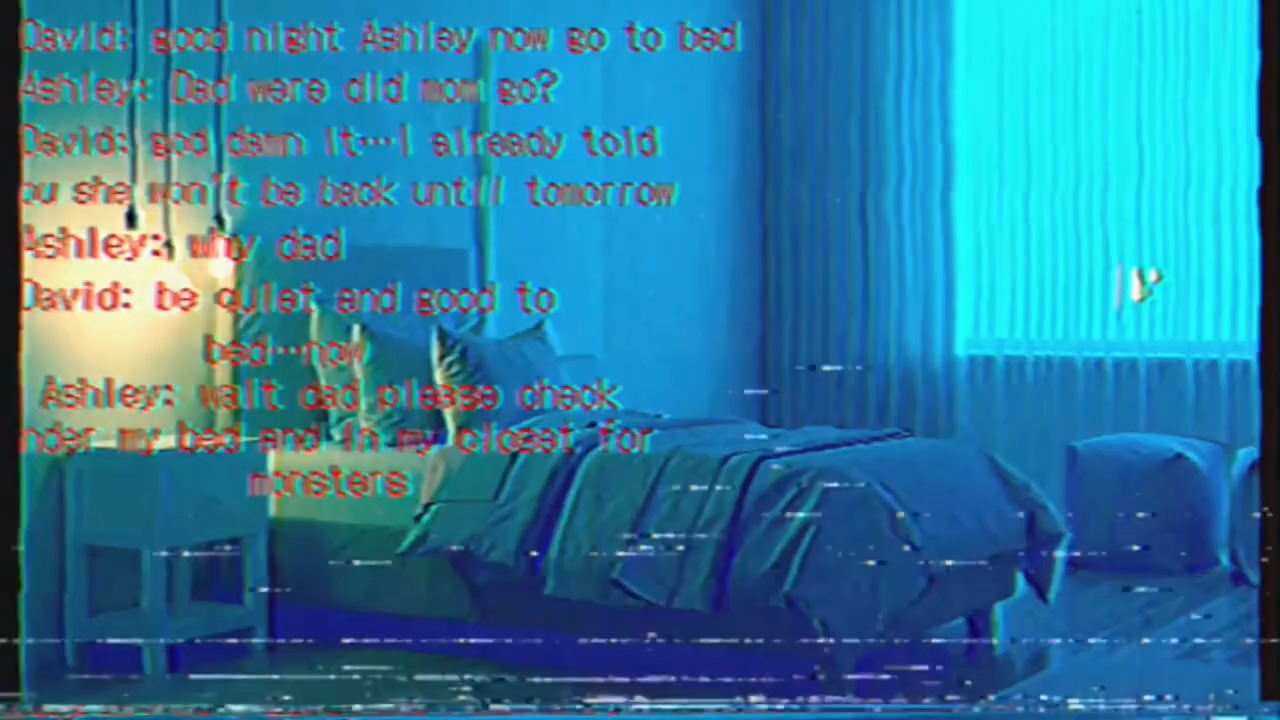 David: good night Ashley now go to bed
Ashley: Dad were did mom go?
David: god damn it...I already told
ou she won't be back untill tomorrow
Ashley: why dad
David: be quiet and good to
bed...now
Ashley: wait dad please check
nder my bed and in my closet for
monsters